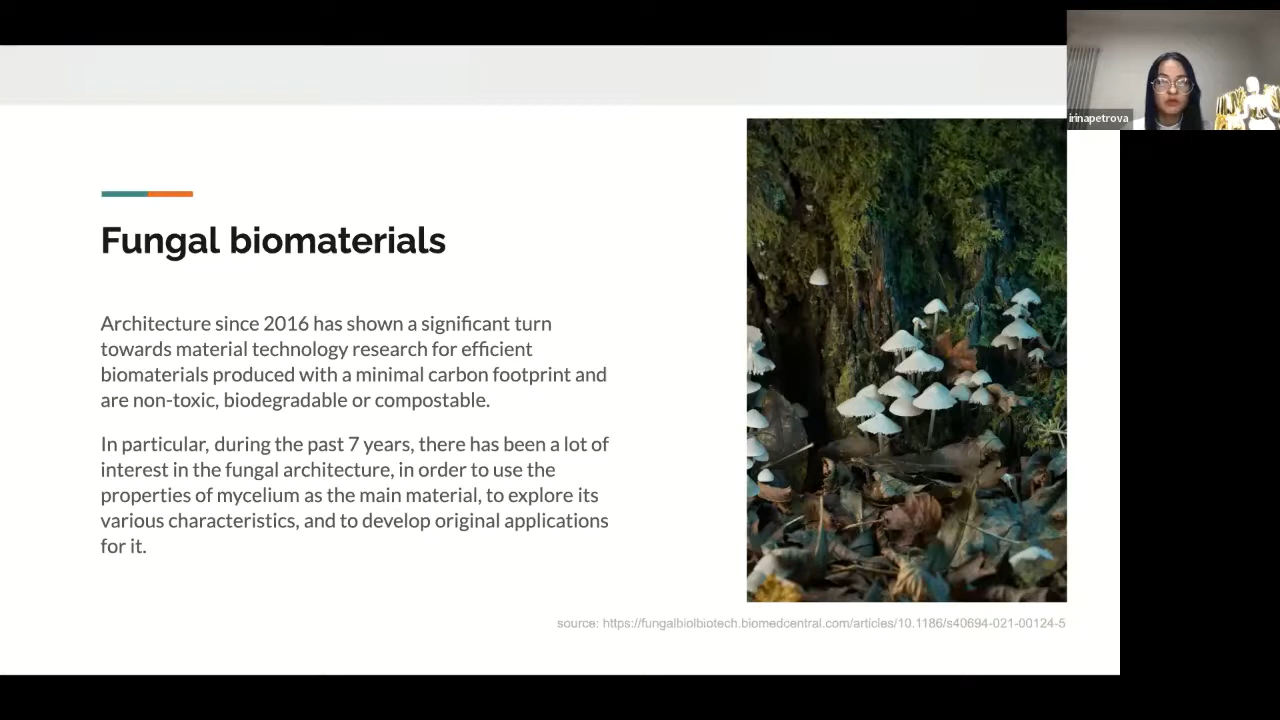 irinapetrova
Fungal biomaterials
Architecture since 2016 has shown a significant turn
towards material technology research for efficient
biomaterials produced with a minimal carbon footprint and
are non-toxic, biodegradable or compostable.
In particular, during the past 7 years, there has been a lot of
interest in the fungal architecture, in order to use the
properties of mycelium as the main material, to explore its
various characteristics, and to develop original applications
for it.
source: https://fungalbiolbiotech.biomedcentral.com/articles/10.1186/s40694-021-00124-5